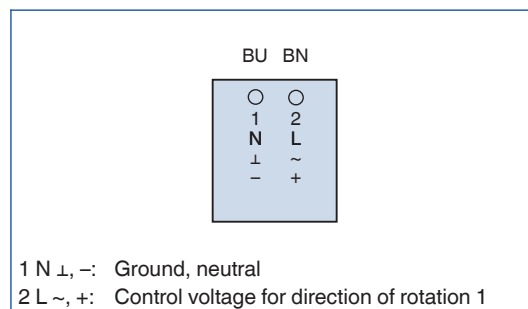 BU BN
1 2
N L
⊥ ~
– +
1 N ⊥, –: Ground, neutral
2 L ~, +: Control voltage for direction of rotation 1